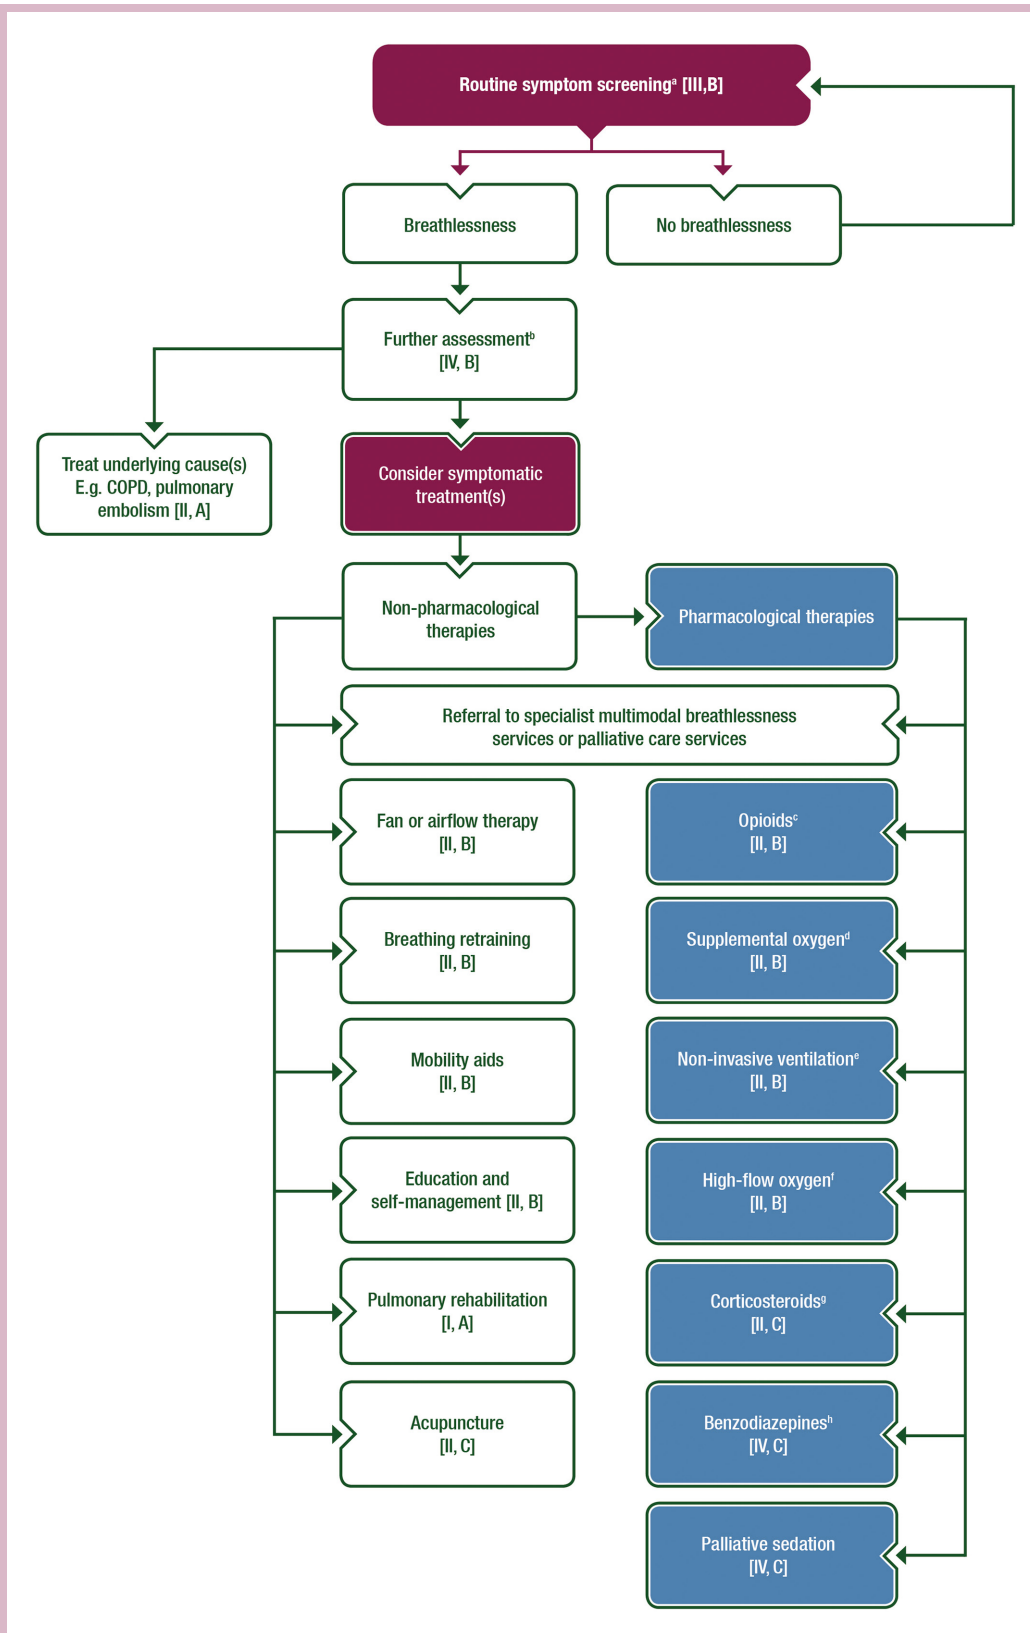 Routine symptom screeningᵃ [III,B]
Breathlessness
No breathlessness
Further assessmentᵇ
[IV, B]
Treat underlying cause(s)
E.g. COPD, pulmonary
embolism [II, A]
Consider symptomatic
treatment(s)
Non-pharmacological
therapies
Pharmacological therapies
Referral to specialist multimodal breathlessness
services or palliative care services
Fan or airflow therapy
[II, B]
Opioidsᶜ
[II, B]
Breathing retraining
[II, B]
Supplemental oxygenᵈ
[II, B]
Mobility aids
[II, B]
Non-invasive ventilationᵉ
[II, B]
Education and
self-management [II, B]
High-flow oxygenᶠ
[II, B]
Pulmonary rehabilitation
[I, A]
Corticosteroidsᵍ
[II, C]
Acupuncture
[II, C]
Benzodiazepinesʰ
[IV, C]
Palliative sedation
[IV, C]